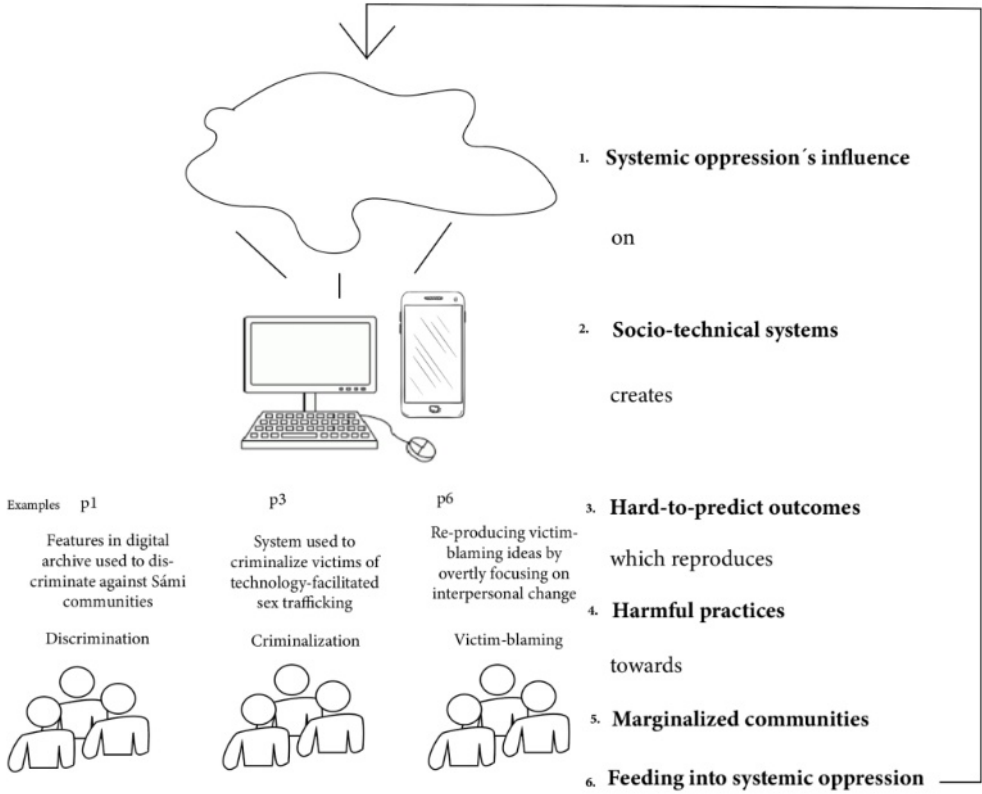 1. Systemic oppression´s influence
on
2. Socio-technical systems
creates
Examples p1
Features in digital
archive used to dis-
criminate against Sámi
communities
Discrimination
p3
System used to
criminalize victims of
technology-facilitated
sex trafficking
Criminalization
p6
Re-producing victim-
blaming ideas by
overtly focusing on
interpersonal change
Victim-blaming
3. Hard-to-predict outcomes
which reproduces
4. Harmful practices
towards
5. Marginalized communities
6. Feeding into systemic oppression